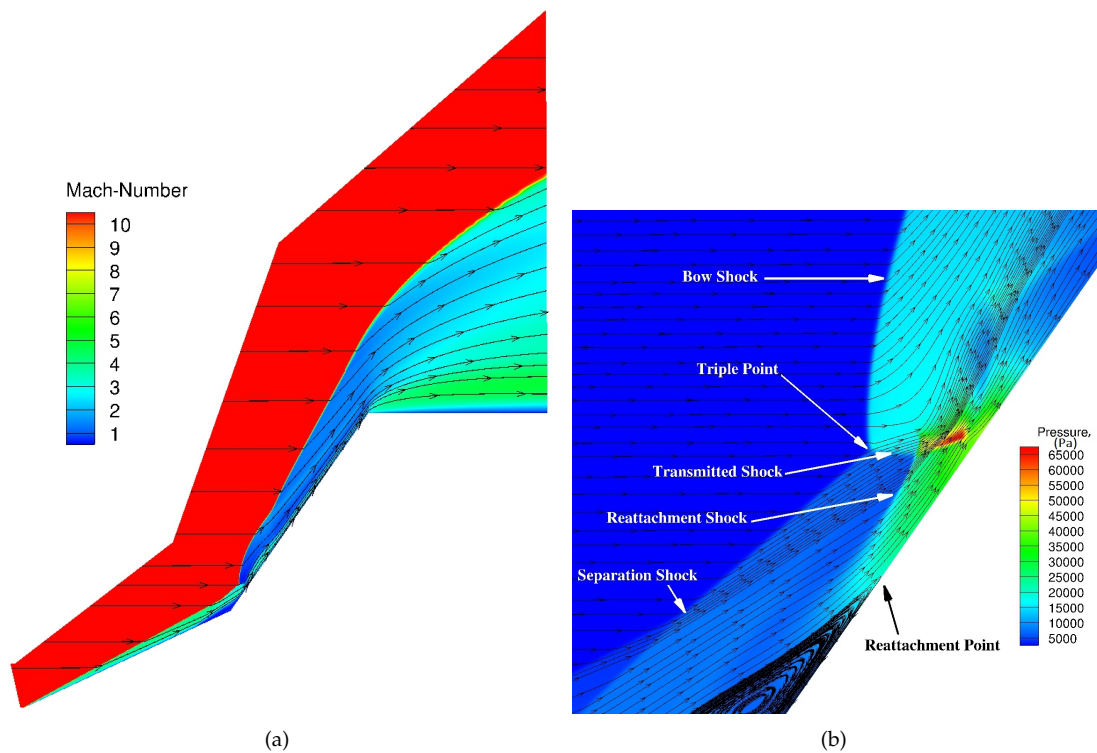 Mach-Number
10
9
8
7
6
5
4
3
2
1
(a)
Bow Shock
Triple Point
Transmitted Shock
Reattachment Shock
Separation Shock
Reattachment Point
Pressure,
(Pa)
65000
60000
55000
50000
45000
40000
35000
30000
25000
20000
15000
10000
5000
(b)